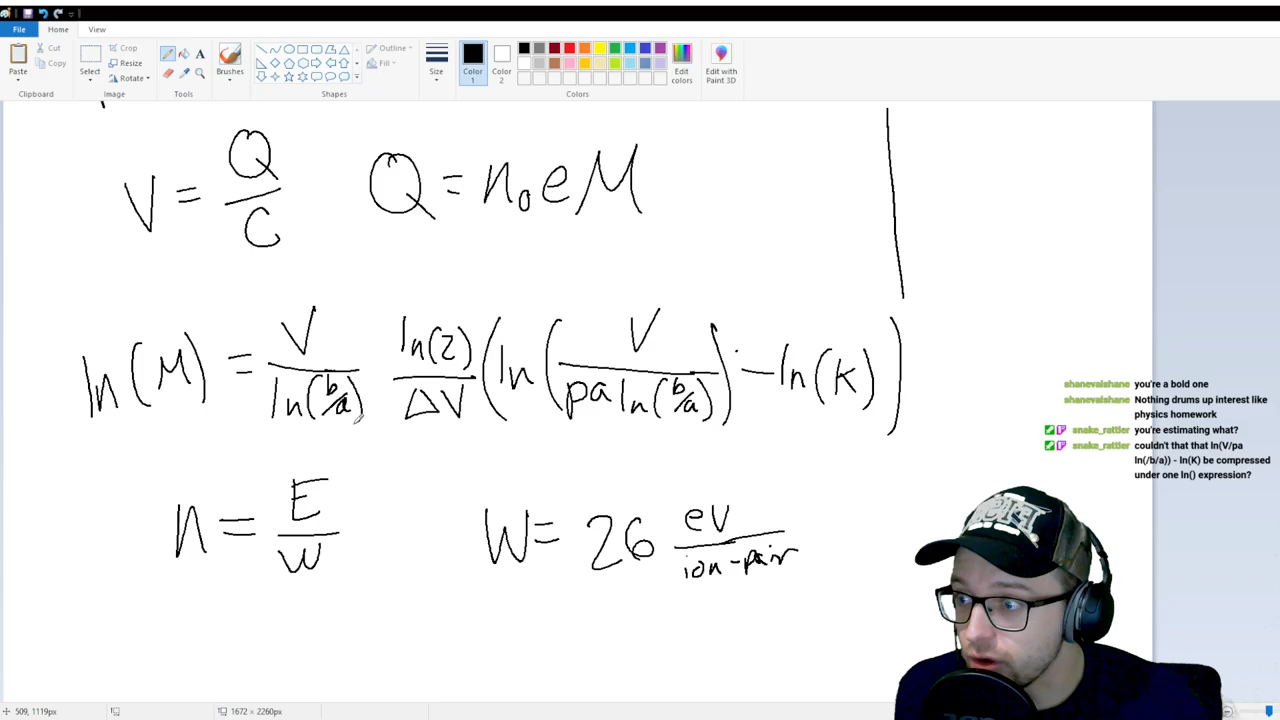 File Home View
Paste Cut Copy Clipboard
Select Crop Resize Rotate Image
Tools
Brushes
Outline Fill Shapes
Size
Color 1 Color 2 Edit colors Colors
Edit with Paint 3D
V = Q/C Q = n₀eM
ln(M) = V/ln(b/a) ln(2)/ΔV (ln(V/(pa ln(b/a))) - ln(K))
n = E/W W = 26 eV/ion-pair
shanevaishane you're a bold one
shanevaishane Nothing drums up interest like
physics homework
snake_rattler you're estimating what?
snake_rattler couldn't that that ln(V/pa
ln(/b/a)) - ln(K) be compressed
under one ln() expression?
509, 1119px 1672 × 2260px